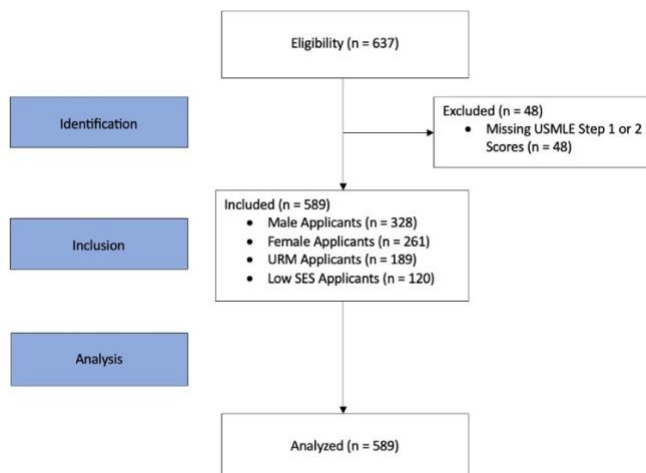 Eligibility (n = 637)
Identification
Excluded (n = 48)
• Missing USMLE Step 1 or 2
Scores (n = 48)
Included (n = 589)
• Male Applicants (n = 328)
• Female Applicants (n = 261)
• URM Applicants (n = 189)
• Low SES Applicants (n = 120)
Inclusion
Analysis
Analyzed (n = 589)